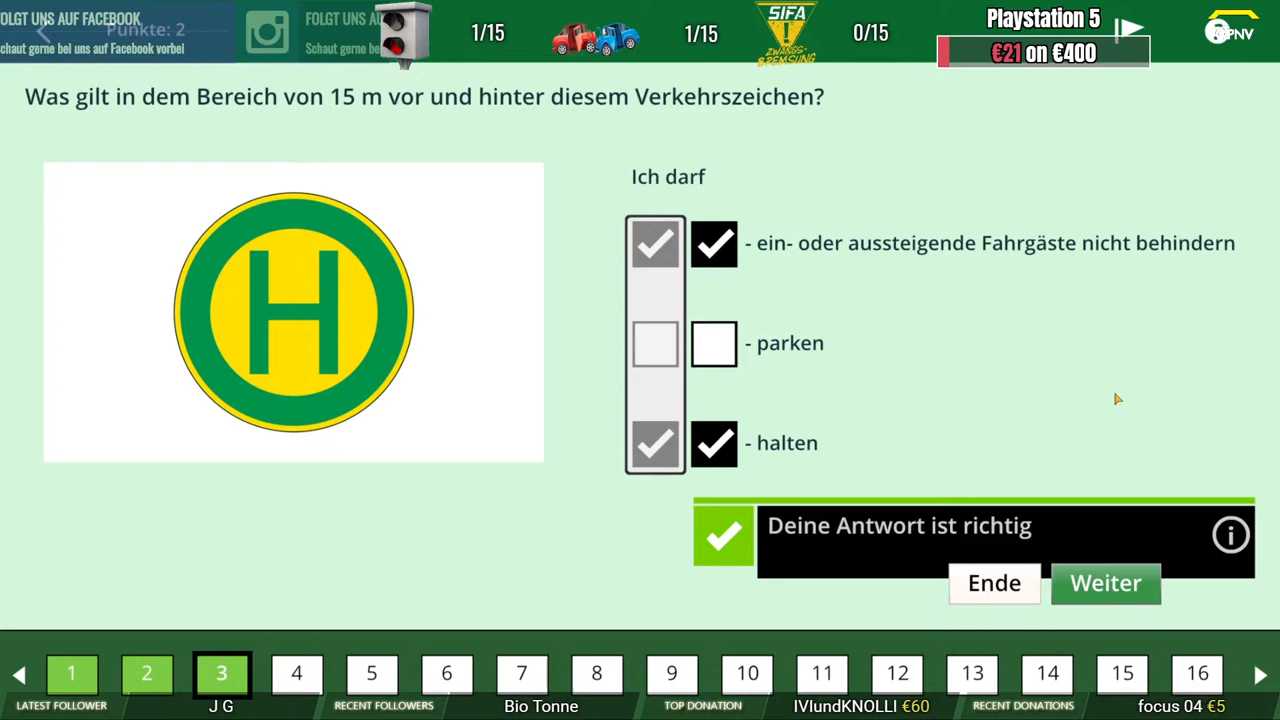 FOLGT UNS AUF FACEBOOK
Schaut gerne bei uns auf Facebook vorbei
Punkte: 2
FOLGT UNS AU
Schaut gerne be
1/15
1/15
SIFA
ZWANGS-
BREMSUNG
0/15
Playstation 5
€21 on €400
ÖPNV
Was gilt in dem Bereich von 15 m vor und hinter diesem Verkehrszeichen?
H
Ich darf
- ein- oder aussteigende Fahrgäste nicht behindern
- parken
- halten
Deine Antwort ist richtig
Ende
Weiter
1 2 3 4 5 6 7 8 9 10 11 12 13 14 15 16
LATEST FOLLOWER J G RECENT FOLLOWERS Bio Tonne TOP DONATION IVIundKNOLLI €60 RECENT DONATIONS focus 04 €5